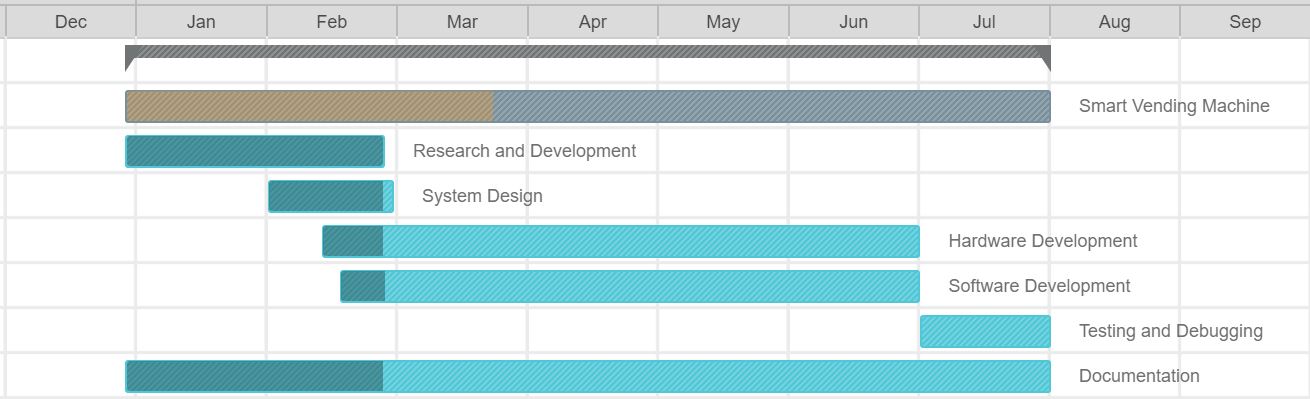 Dec Jan Feb Mar Apr May Jun Jul Aug Sep
Smart Vending Machine
Research and Development
System Design
Hardware Development
Software Development
Testing and Debugging
Documentation